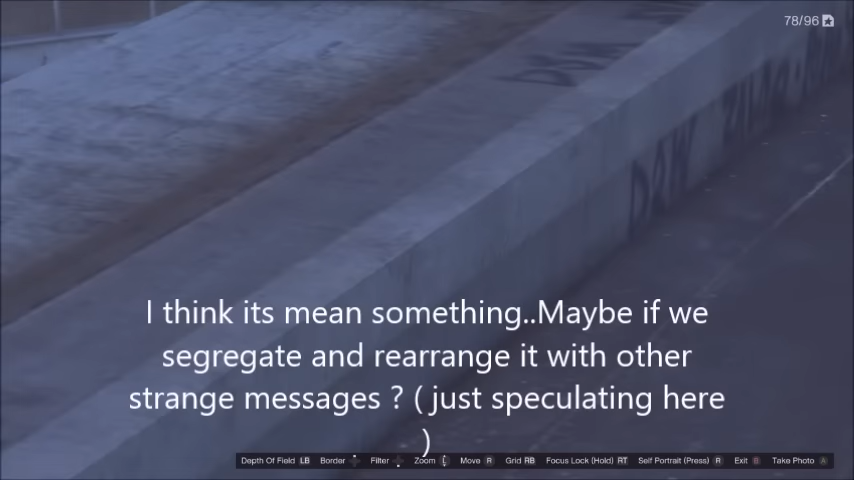 78/96
DRW
I think its mean something..Maybe if we
segregate and rearrange it with other
strange messages ? ( just speculating here
)
Depth Of Field LB Border Filter Zoom L Move R Grid RB Focus Lock (Hold) RT Self Portrait (Press) R Exit B Take Photo A